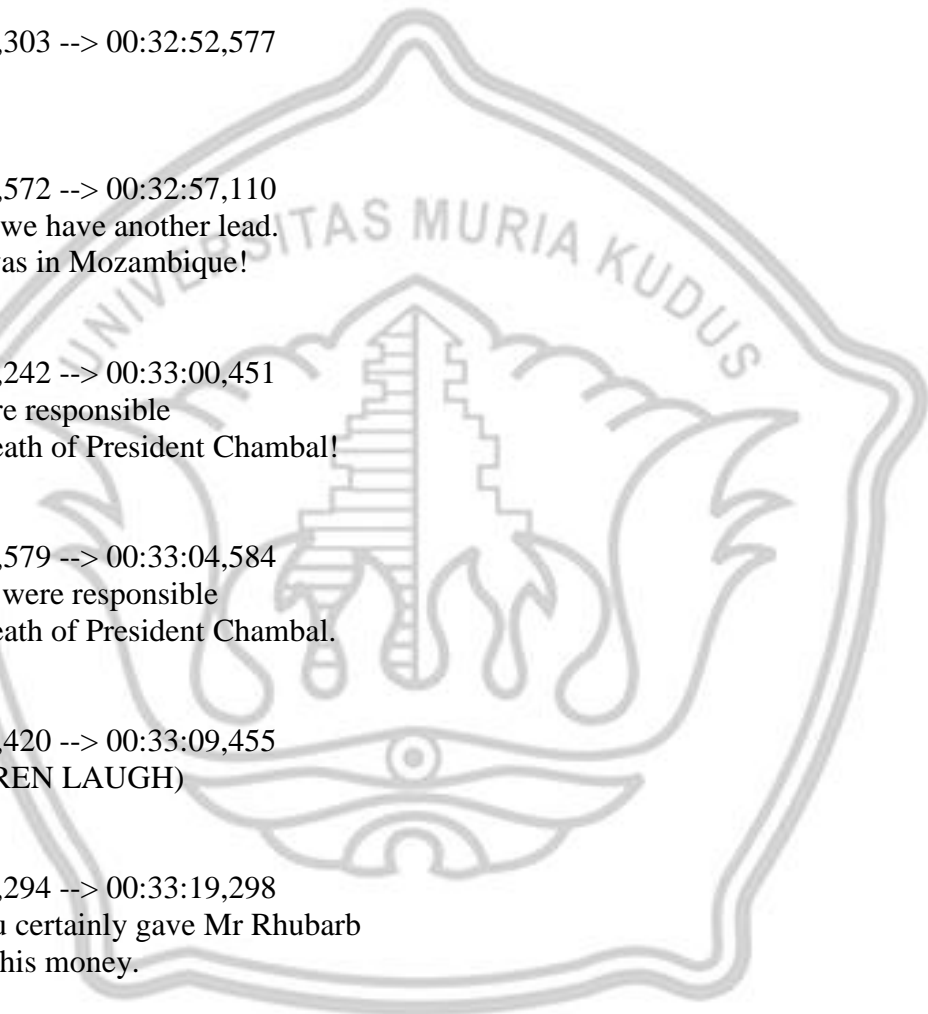 ,303 --> 00:32:52,577
,572 --> 00:32:57,110
we have another lead.
in Mozambique!
UNIVERSITAS MURIA KUDUS
,242 --> 00:33:00,451
re responsible
eath of President Chambal!
,579 --> 00:33:04,584
were responsible
eath of President Chambal.
,420 --> 00:33:09,455
REN LAUGH)
,294 --> 00:33:19,298
u certainly gave Mr Rhubarb
his money.